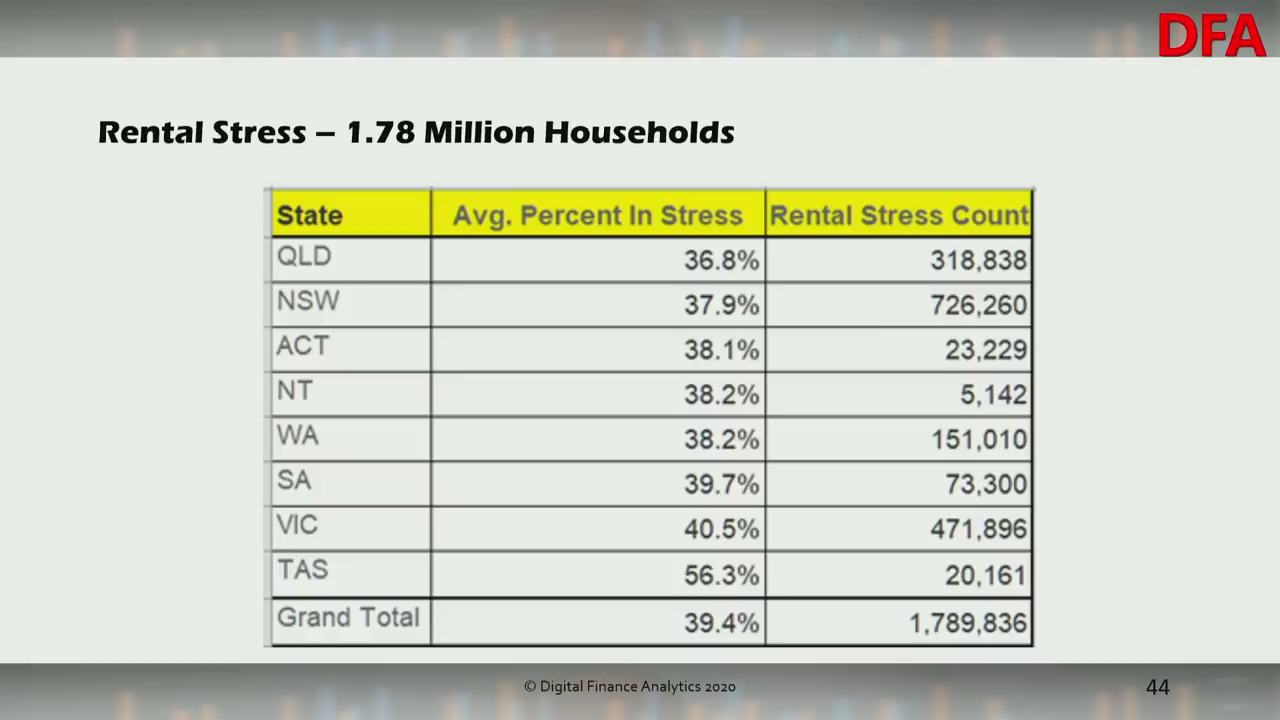 DFA
Rental Stress – 1.78 Million Households
State Avg. Percent In Stress Rental Stress Count
QLD 36.8% 318,838
NSW 37.9% 726,260
ACT 38.1% 23,229
NT 38.2% 5,142
WA 38.2% 151,010
SA 39.7% 73,300
VIC 40.5% 471,896
TAS 56.3% 20,161
Grand Total 39.4% 1,789,836
© Digital Finance Analytics 2020
44